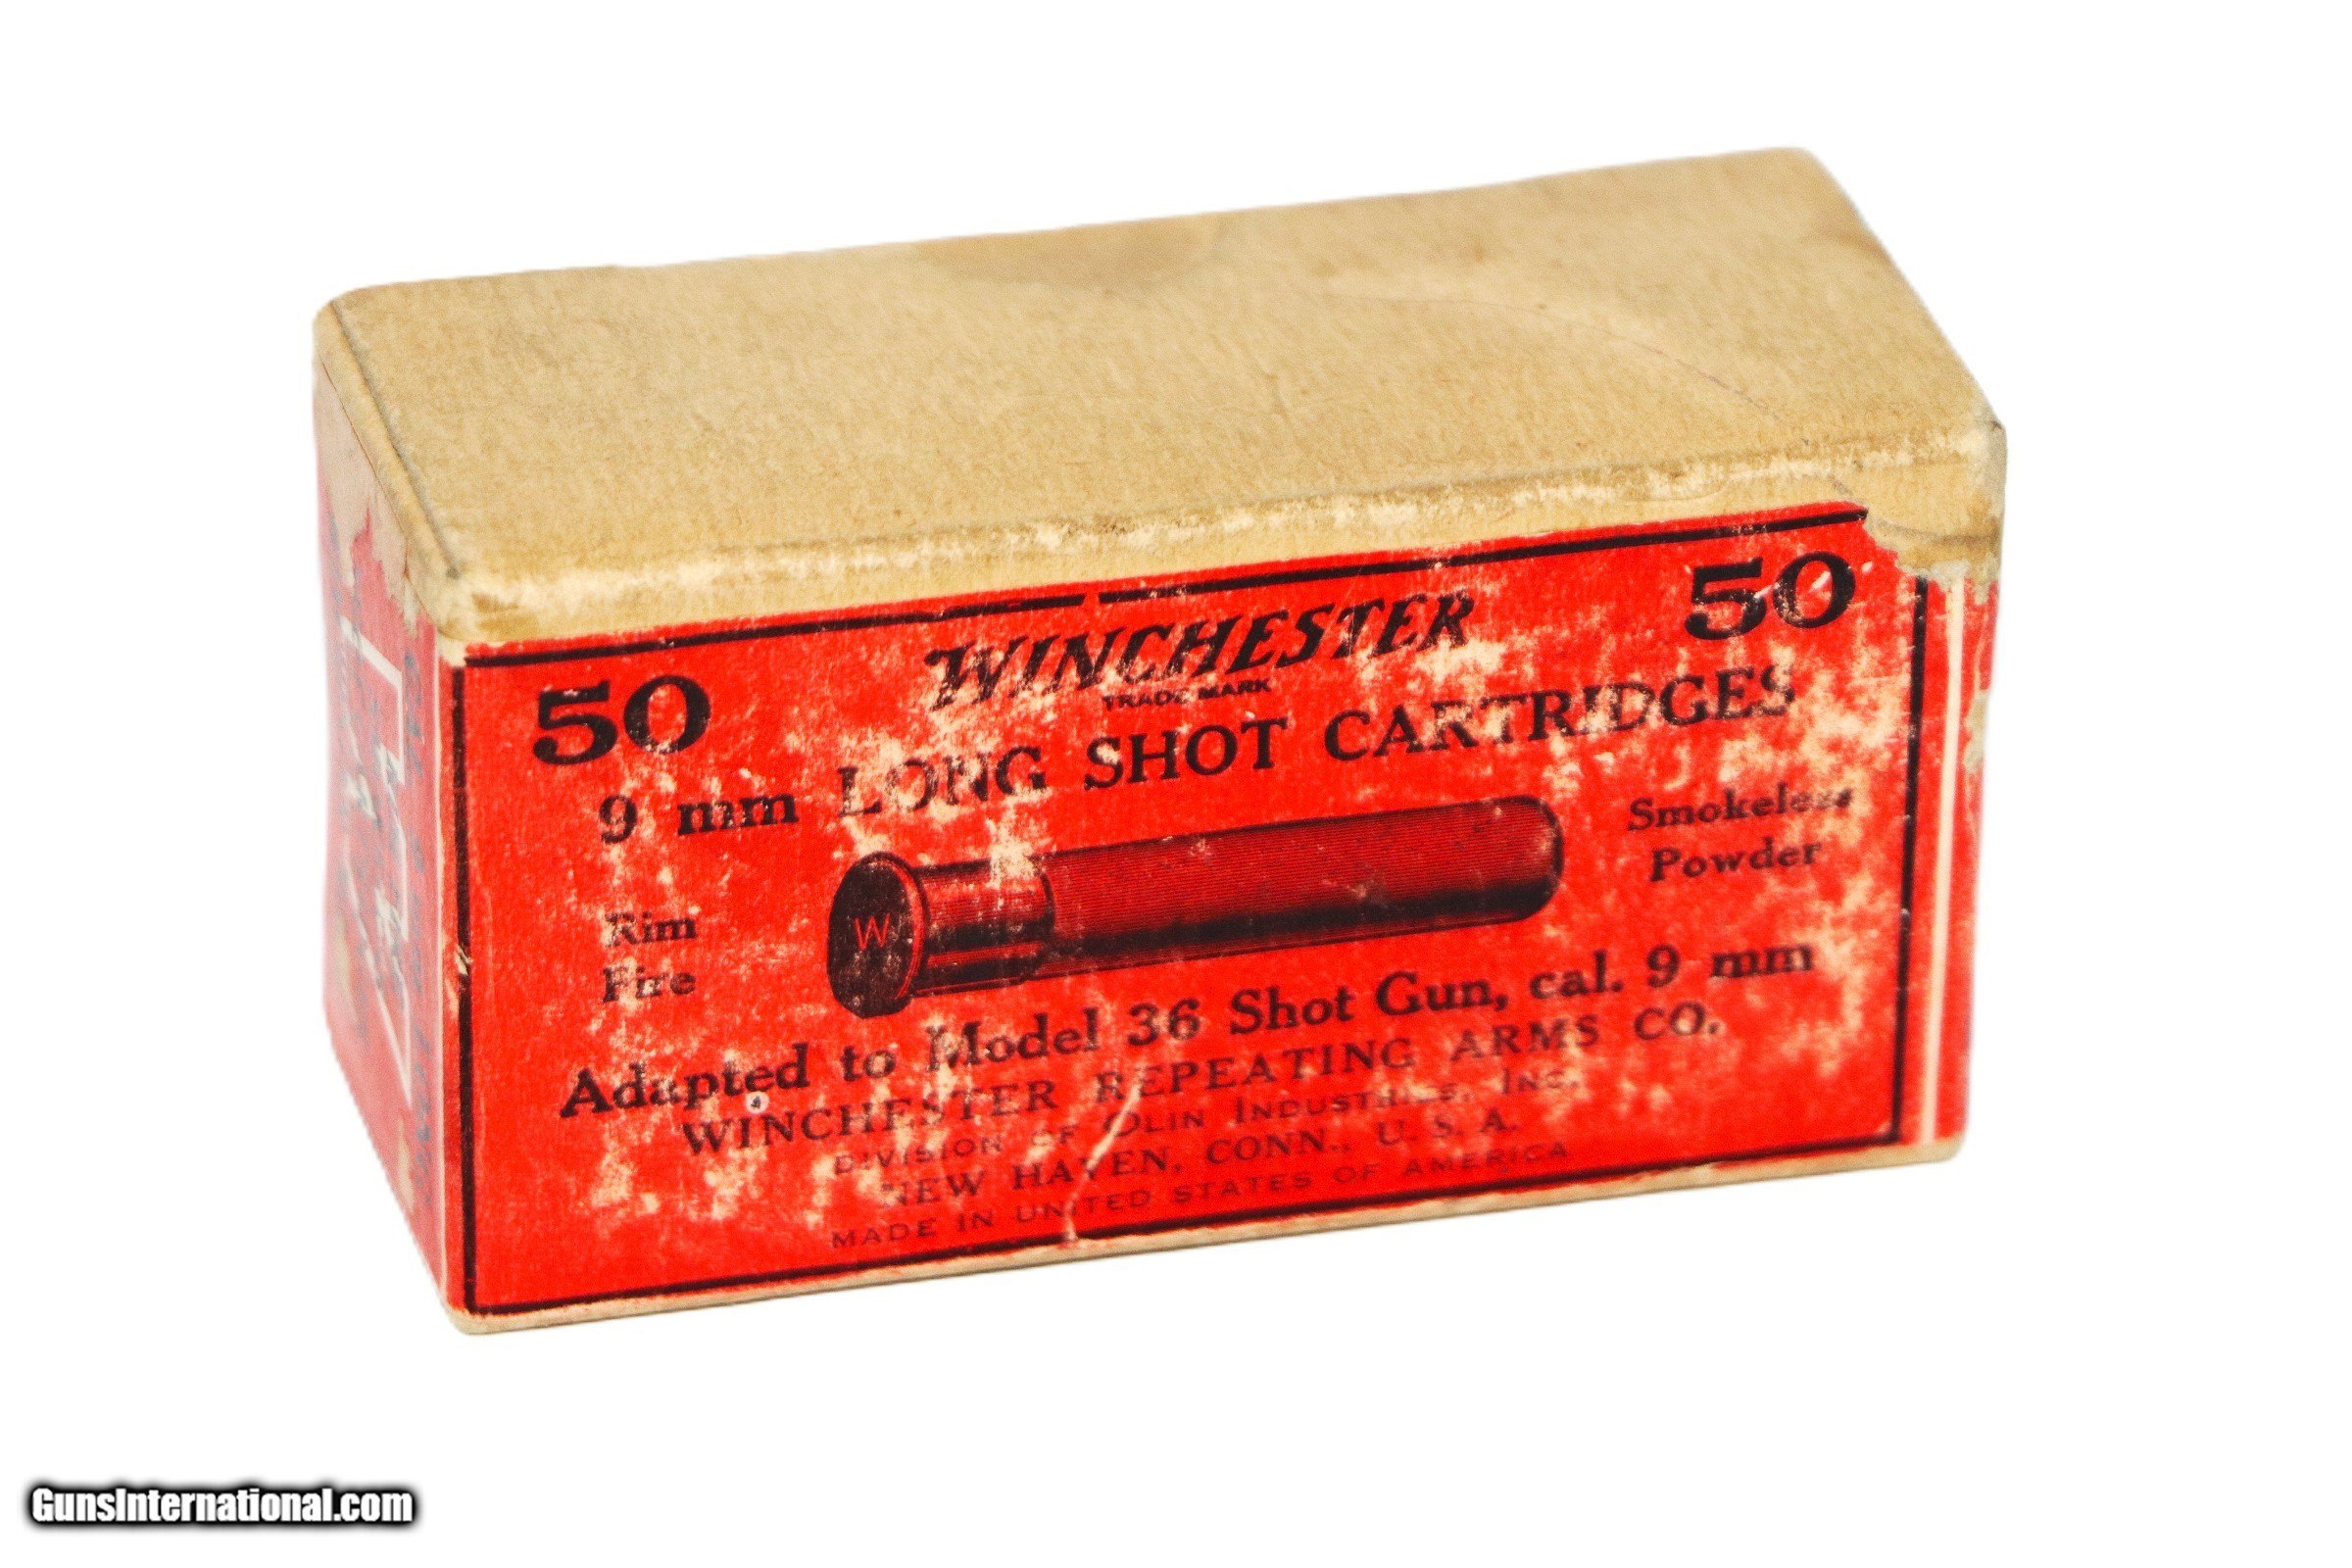 50 WINCHESTER 50
TRADE MARK
9 mm LONG SHOT CARTRIDGES
Rim Fire
W
Smokeless Powder
Adapted to Model 36 Shot Gun, cal. 9 mm
WINCHESTER REPEATING ARMS CO.
DIVISION OF OLIN INDUSTRIES, INC.
NEW HAVEN, CONN., U. S. A.
MADE IN UNITED STATES OF AMERICA
GunsInternational.com